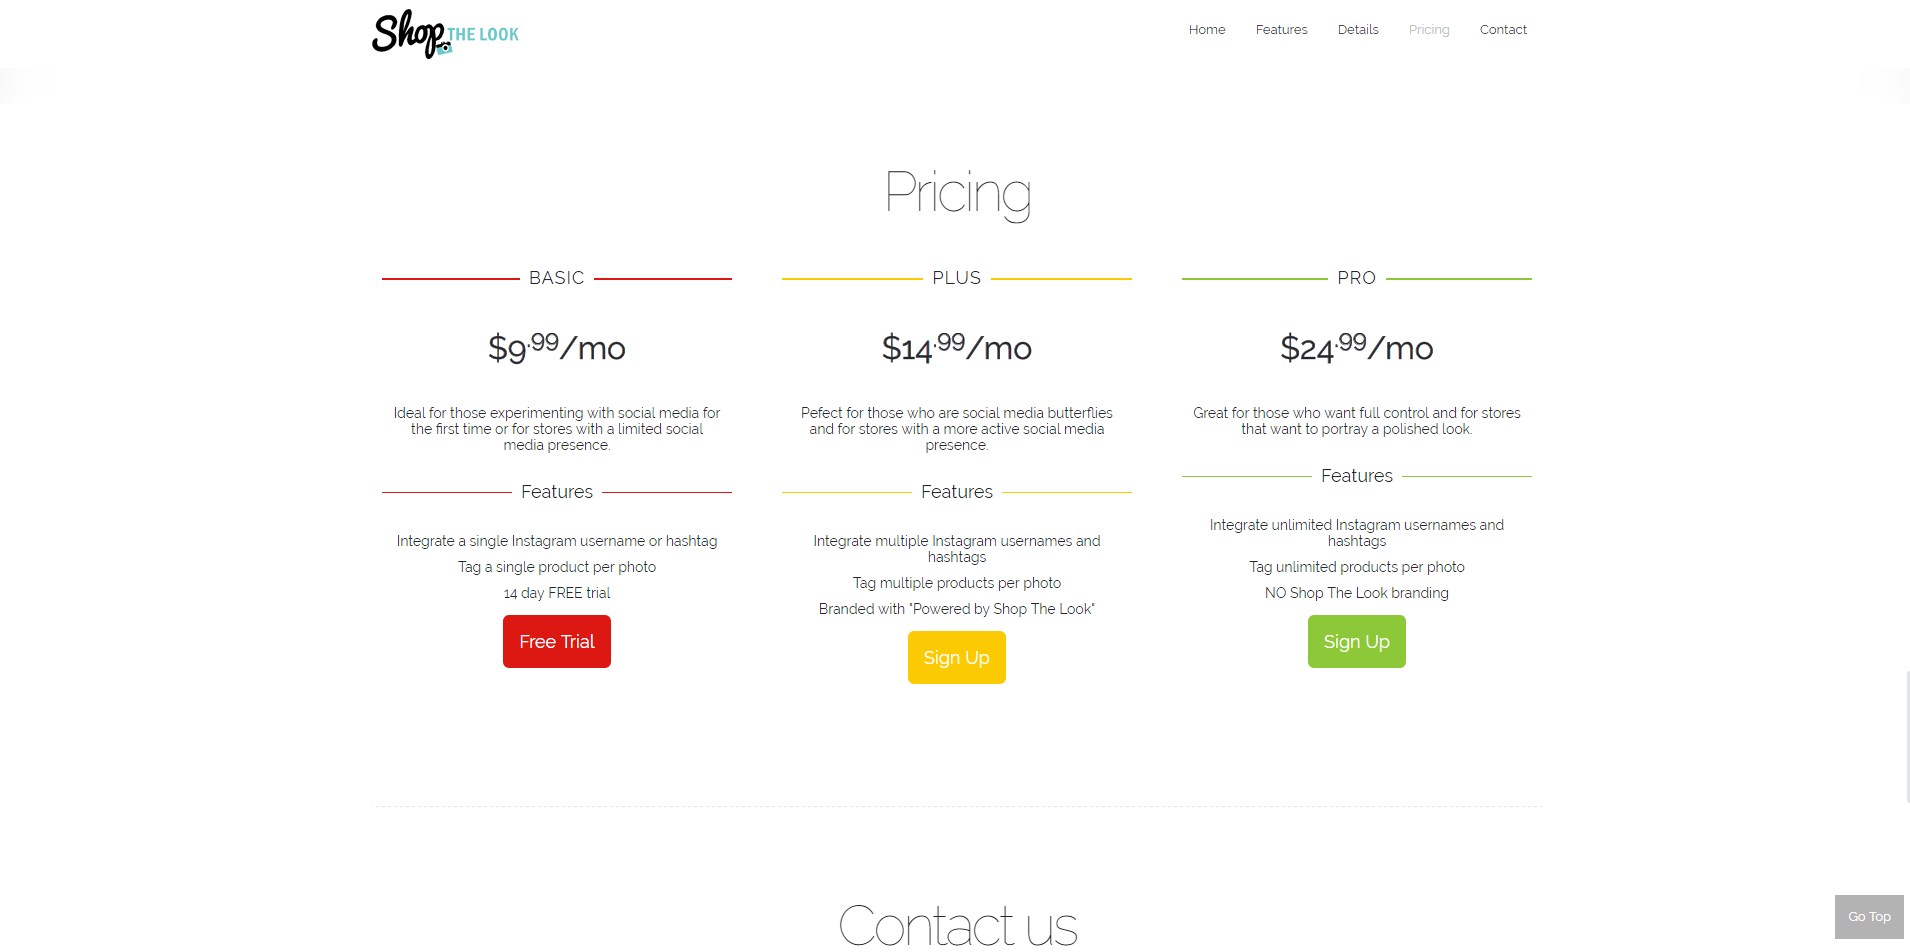 Shop THE LOOK
Home Features Details Pricing Contact
Pricing
BASIC
$9.99/mo
Ideal for those experimenting with social media for
the first time or for stores with a limited social
media presence.
Features
Integrate a single Instagram username or hashtag
Tag a single product per photo
14 day FREE trial
Free Trial
PLUS
$14.99/mo
Pefect for those who are social media butterflies
and for stores with a more active social media
presence.
Features
Integrate multiple Instagram usernames and
hashtags
Tag multiple products per photo
Branded with "Powered by Shop The Look"
Sign Up
PRO
$24.99/mo
Great for those who want full control and for stores
that want to portray a polished look.
Features
Integrate unlimited Instagram usernames and
hashtags
Tag unlimited products per photo
NO Shop The Look branding
Sign Up
Contact us
Go Top